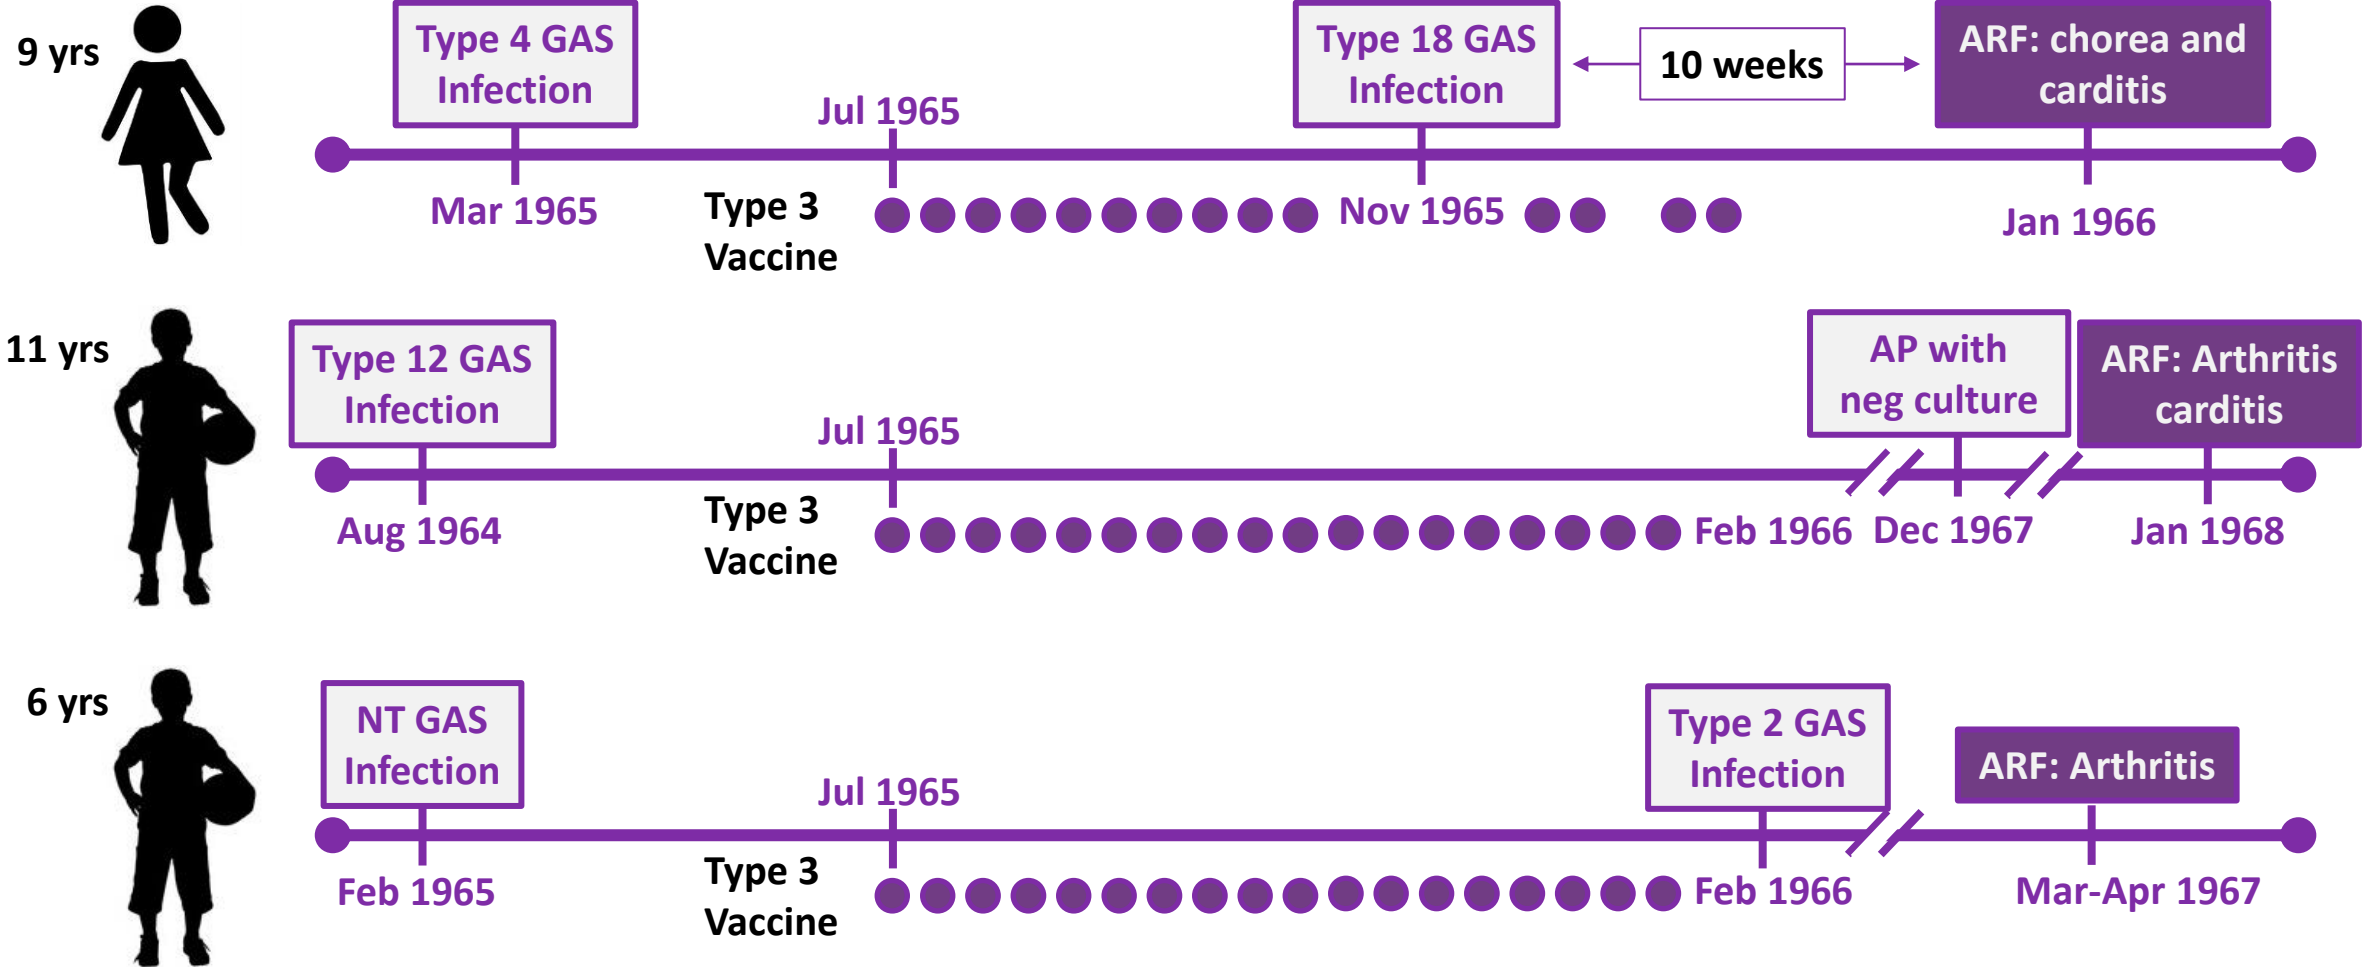 9 yrs
Type 4 GAS
Infection
Jul 1965
Type 18 GAS
Infection
10 weeks
ARF: chorea and
carditis
Mar 1965
Type 3
Vaccine
Nov 1965
Jan 1966
11 yrs
Type 12 GAS
Infection
Jul 1965
AP with
neg culture
ARF: Arthritis
carditis
Aug 1964
Type 3
Vaccine
Feb 1966
Dec 1967
Jan 1968
6 yrs
NT GAS
Infection
Jul 1965
Type 2 GAS
Infection
ARF: Arthritis
Feb 1965
Type 3
Vaccine
Feb 1966
Mar-Apr 1967